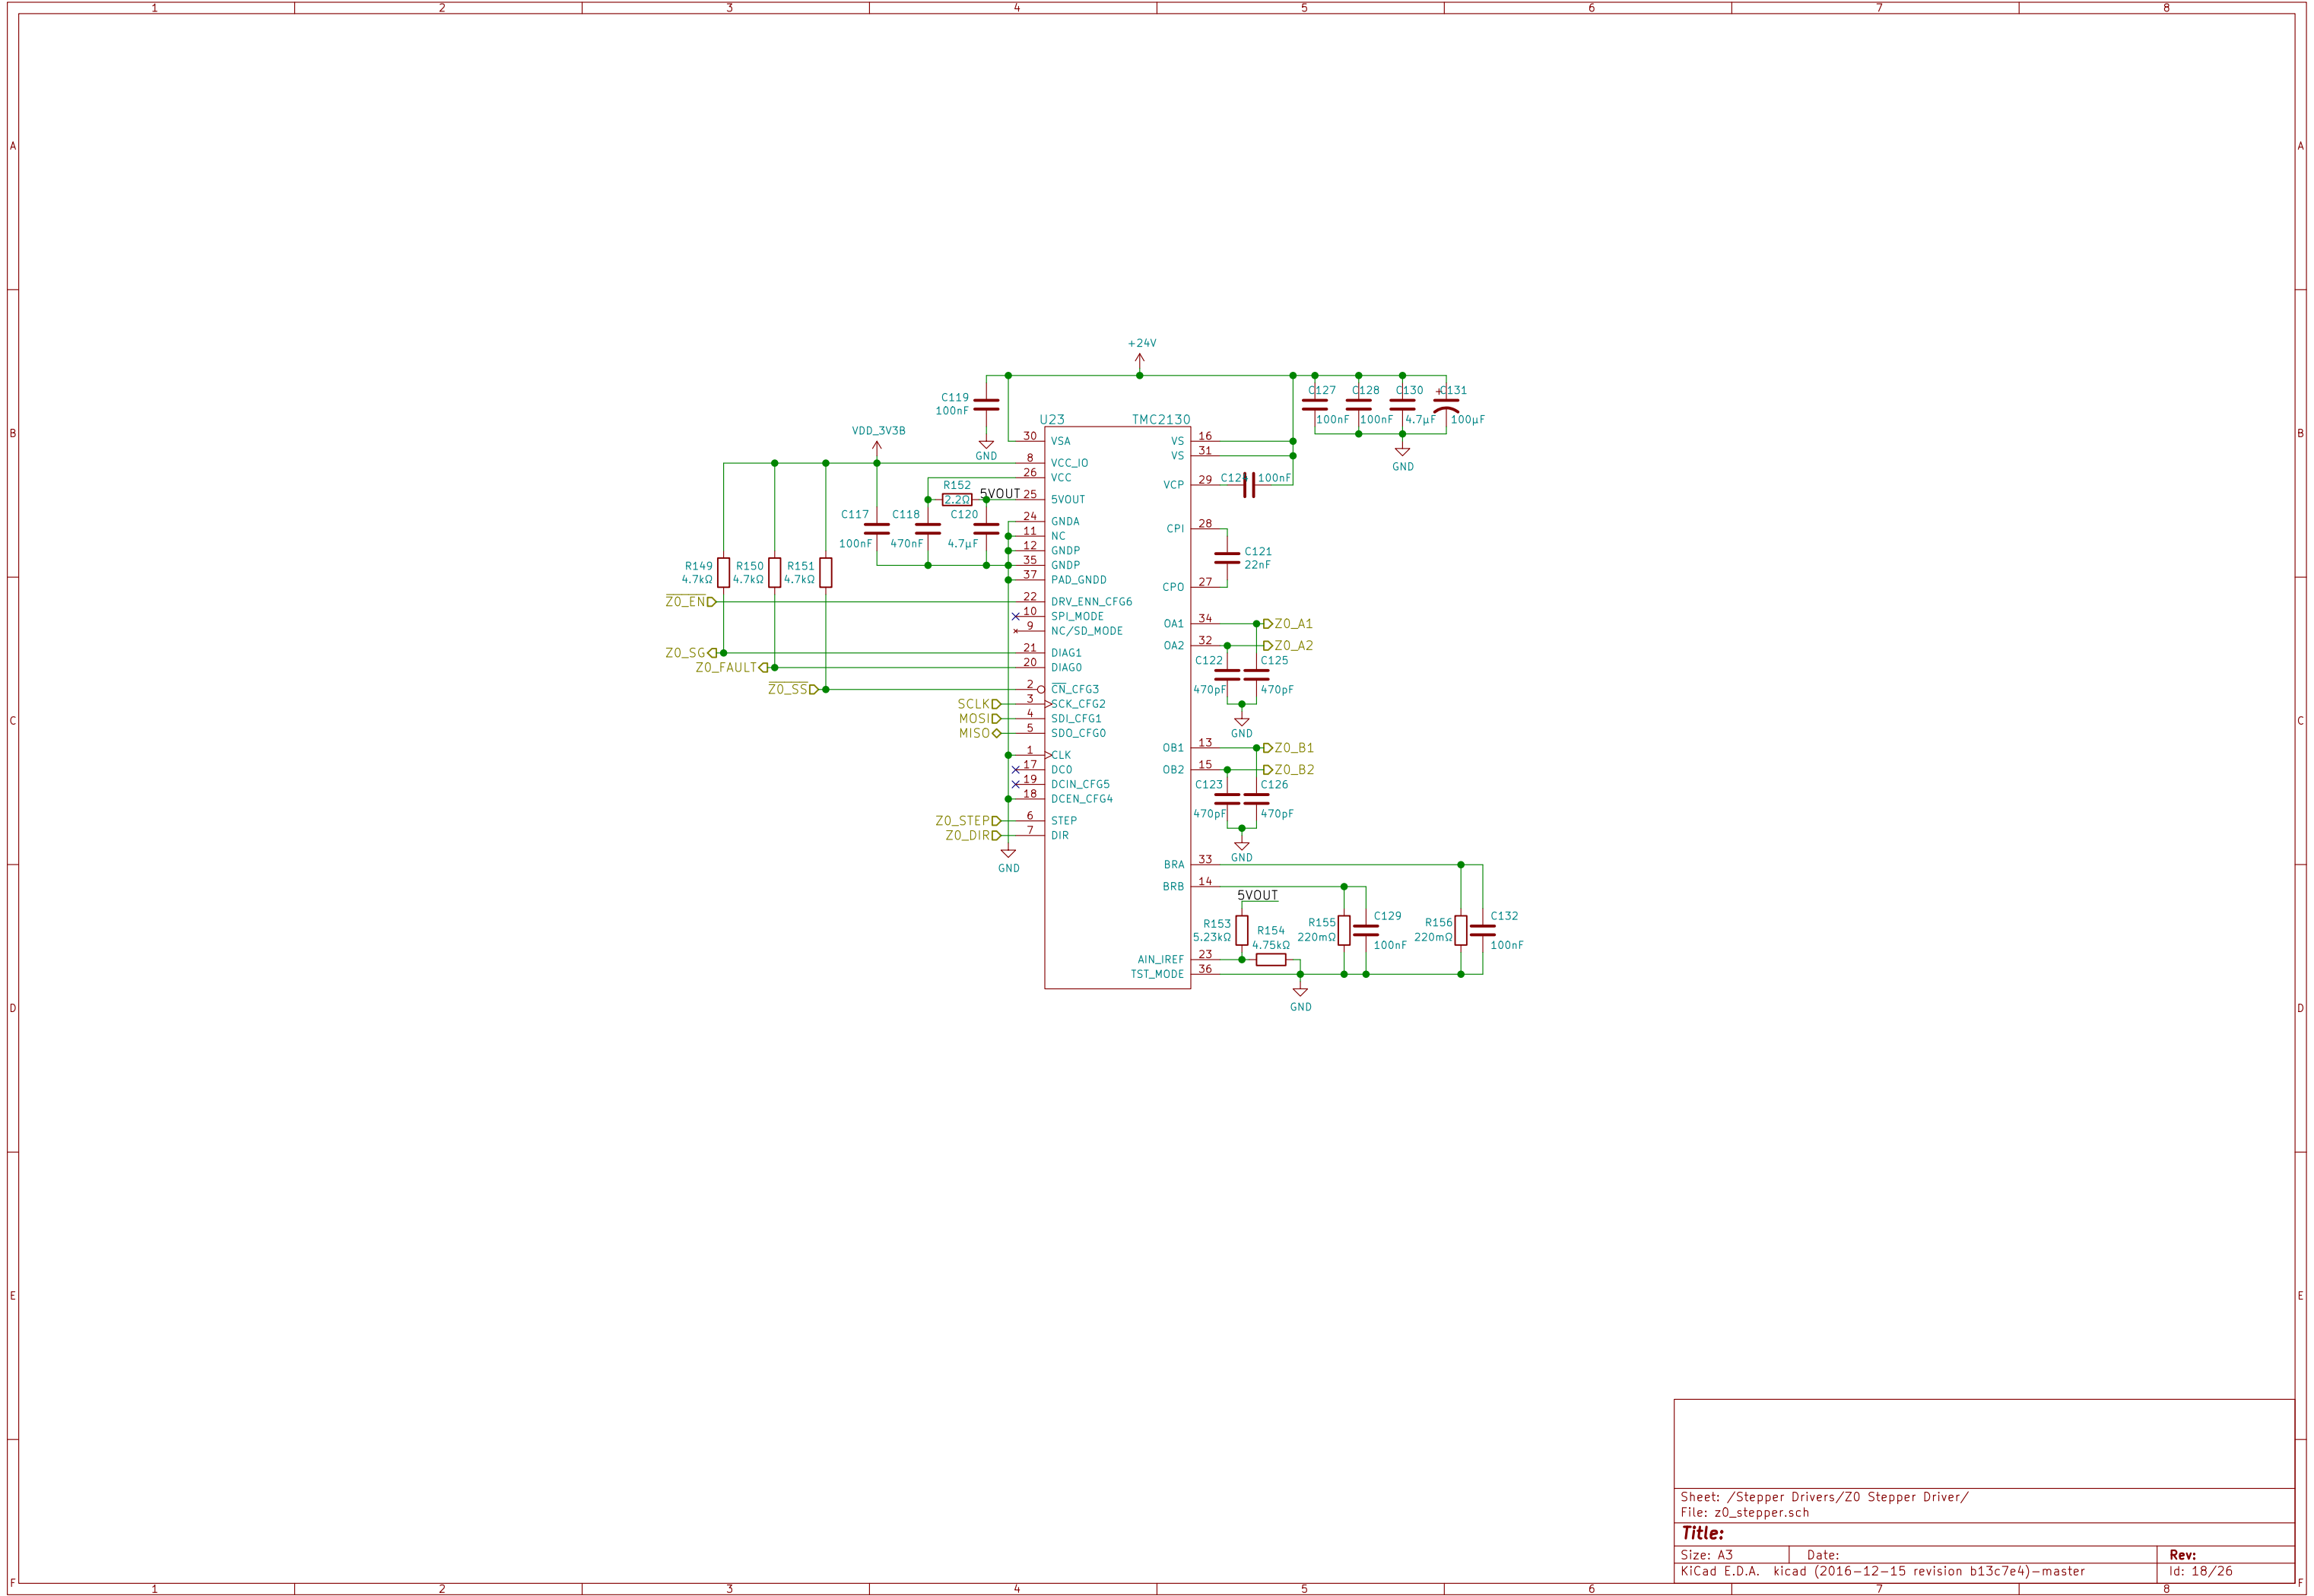 1 2 3 4 5 6 7 8
A A
+24V
C119
100nF
C127 C128 C130 + C131
100nF 100nF 4.7µF 100µF
GND
GND
B B
VDD_3V3B
U23 TMC2130
30 VSA
8 VCC_IO
26 VCC
25 5VOUT
24 GNDA
11 NC
12 GNDP
35 GNDP
37 PAD_GNDD
22 DRV_ENN_CFG6
10 SPI_MODE
9 NC/SD_MODE
21 DIAG1
20 DIAG0
2 CN_CFG3
3 SCK_CFG2
4 SDI_CFG1
5 SDO_CFG0
1 CLK
17 DC0
19 DCIN_CFG5
18 DCEN_CFG4
6 STEP
7 DIR
VS 16
VS 31
VCP 29
CPI 28
CPO 27
OA1 34
OA2 32
OB1 13
OB2 15
BRA 33
BRB 14
AIN_IREF 23
TST_MODE 36
R152
2.2Ω
5VOUT
C117 C118 C120
100nF 470nF 4.7µF
R149 R150 R151
4.7kΩ 4.7kΩ 4.7kΩ
Z0_EN
Z0_SG
Z0_FAULT
Z0_SS
SCLK
MOSI
MISO
Z0_STEP
Z0_DIR
GND
100nF
C121
22nF
Z0_A1
Z0_A2
C122 C125
470pF 470pF
GND
C C
Z0_B1
Z0_B2
C123 C126
470pF 470pF
GND
5VOUT
R153
5.23kΩ
R154
4.75kΩ
R155
220mΩ
C129
100nF
R156
220mΩ
C132
100nF
GND
D D
E E
Sheet: /Stepper Drivers/Z0 Stepper Driver/
File: z0_stepper.sch
Title:
Size: A3 Date: Rev:
KiCad E.D.A. kicad (2016-12-15 revision b13c7e4)-master Id: 18/26
F F
1 2 3 4 5 6 7 8